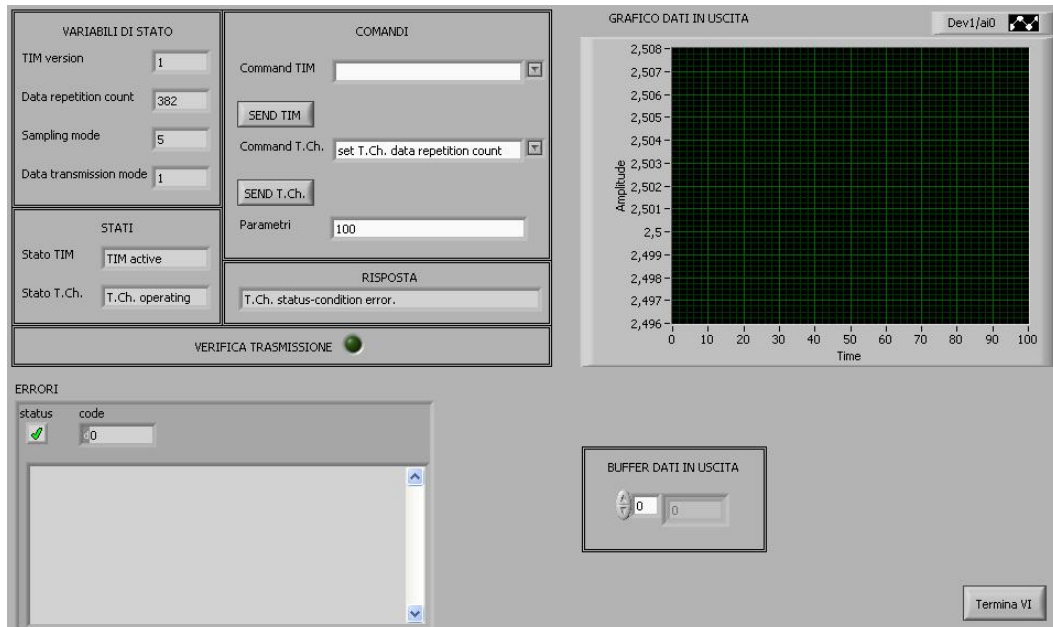 VARIABILI DI STATO
TIM version
1
Data repetition count
382
Sampling mode
5
Data transmission mode
1
STATI
Stato TIM
TIM active
Stato T.Ch.
T.Ch. operating
COMANDI
Command TIM
SEND TIM
Command T.Ch.
set T.Ch. data repetition count
SEND T.Ch.
Parametri
100
RISPOSTA
T.Ch. status-condition error.
VERIFICA TRASMISSIONE
GRAFICO DATI IN USCITA
Dev1/ai0
Amplitude
2,508
2,507
2,506
2,505
2,504
2,503
2,502
2,501
2,5
2,499
2,498
2,497
2,496
0 10 20 30 40 50 60 70 80 90 100
Time
ERRORI
status code
d0
BUFFER DATI IN USCITA
0 0
Termina VI